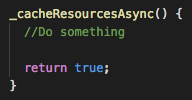 _cacheResourcesAsync() {
//Do something
return true;
}